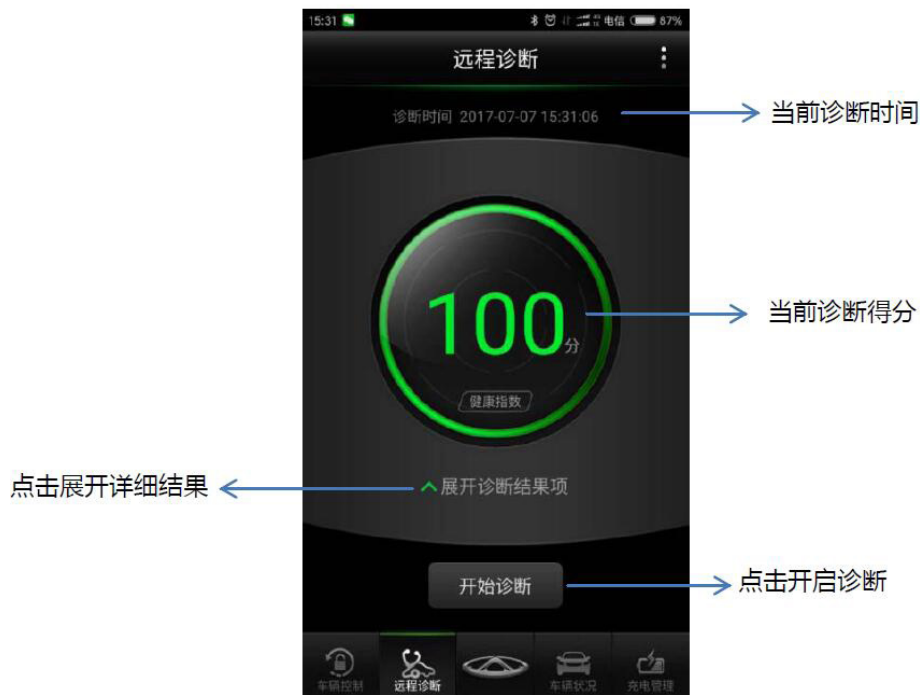 15:31 电信 87%
远程诊断
诊断时间 2017-07-07 15:31:06
当前诊断时间
100分
当前诊断得分
健康指数
点击展开详细结果
展开诊断结果项
开始诊断
点击开启诊断
车辆控制 远程诊断 车辆状况 充电管理